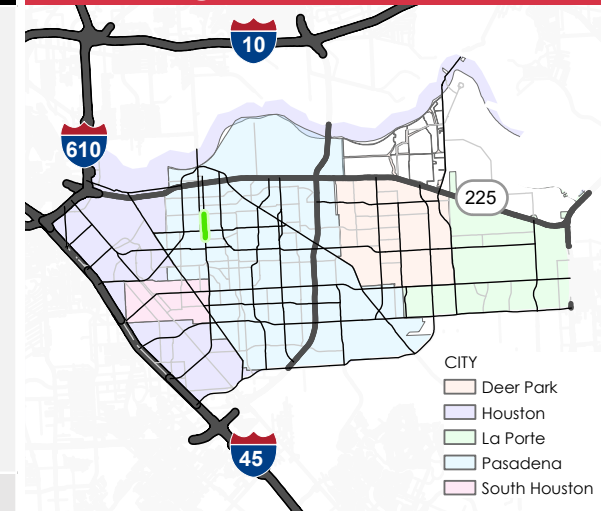 10
610
225
CITY
Deer Park
Houston
La Porte
Pasadena
South Houston
45